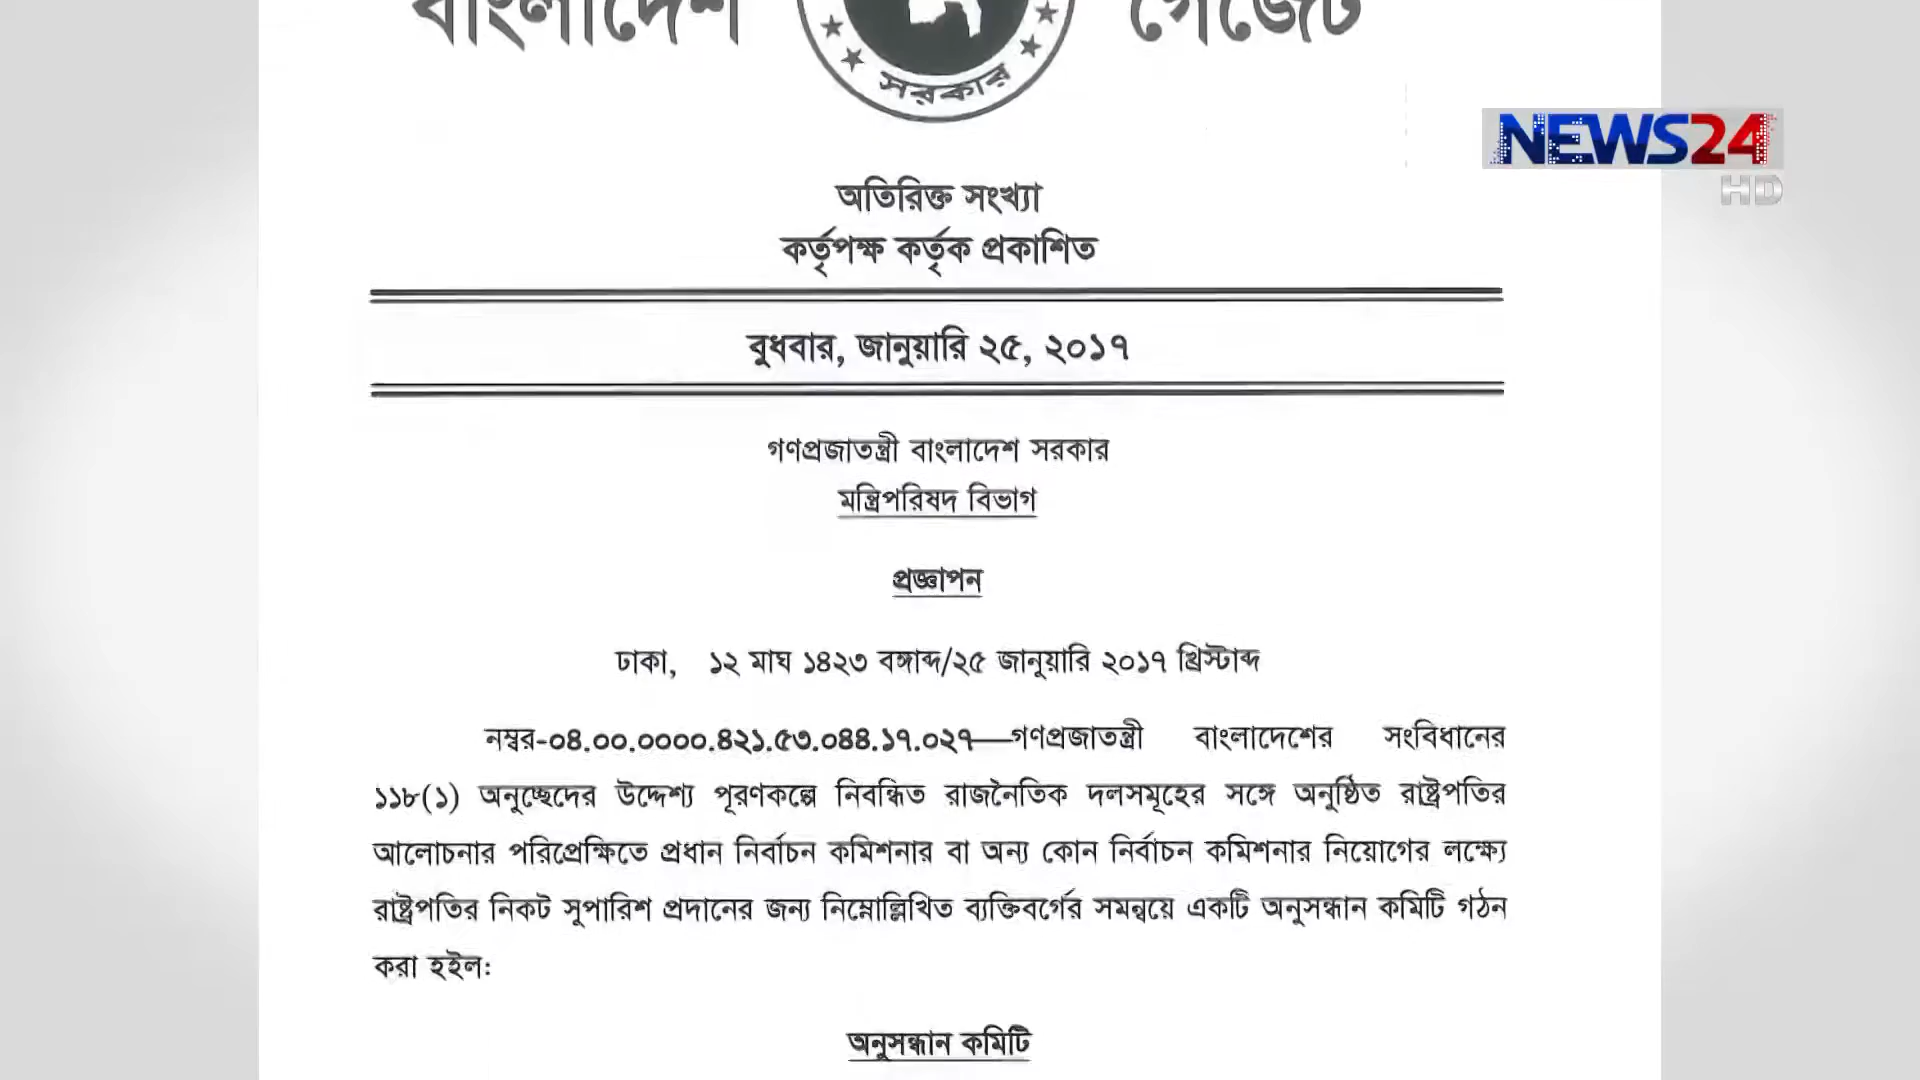 বাংলাদেশ গেজেট
সরকার
NEWS24
HD
অতিরিক্ত সংখ্যা
কর্তৃপক্ষ কর্তৃক প্রকাশিত
বুধবার, জানুয়ারি ২৫, ২০১৭
গণপ্রজাতন্ত্রী বাংলাদেশ সরকার
মন্ত্রিপরিষদ বিভাগ
প্রজ্ঞাপন
ঢাকা, ১২ মাঘ ১৪২৩ বঙ্গাব্দ/২৫ জানুয়ারি ২০১৭ খ্রিস্টাব্দ
নম্বর-০৪.০০.০০০০.৪২১.৫৩.০৪৪.১৭.০২৭—গণপ্রজাতন্ত্রী বাংলাদেশের সংবিধানের
১১৮(১) অনুচ্ছেদের উদ্দেশ্য পূরণকল্পে নিবন্ধিত রাজনৈতিক দলসমূহের সঙ্গে অনুষ্ঠিত রাষ্ট্রপতির
আলোচনার পরিপ্রেক্ষিতে প্রধান নির্বাচন কমিশনার বা অন্য কোন নির্বাচন কমিশনার নিয়োগের লক্ষ্যে
রাষ্ট্রপতির নিকট সুপারিশ প্রদানের জন্য নিম্নোল্লিখিত ব্যক্তিবর্গের সমন্বয়ে একটি অনুসন্ধান কমিটি গঠন
করা হইল:
অনুসন্ধান কমিটি